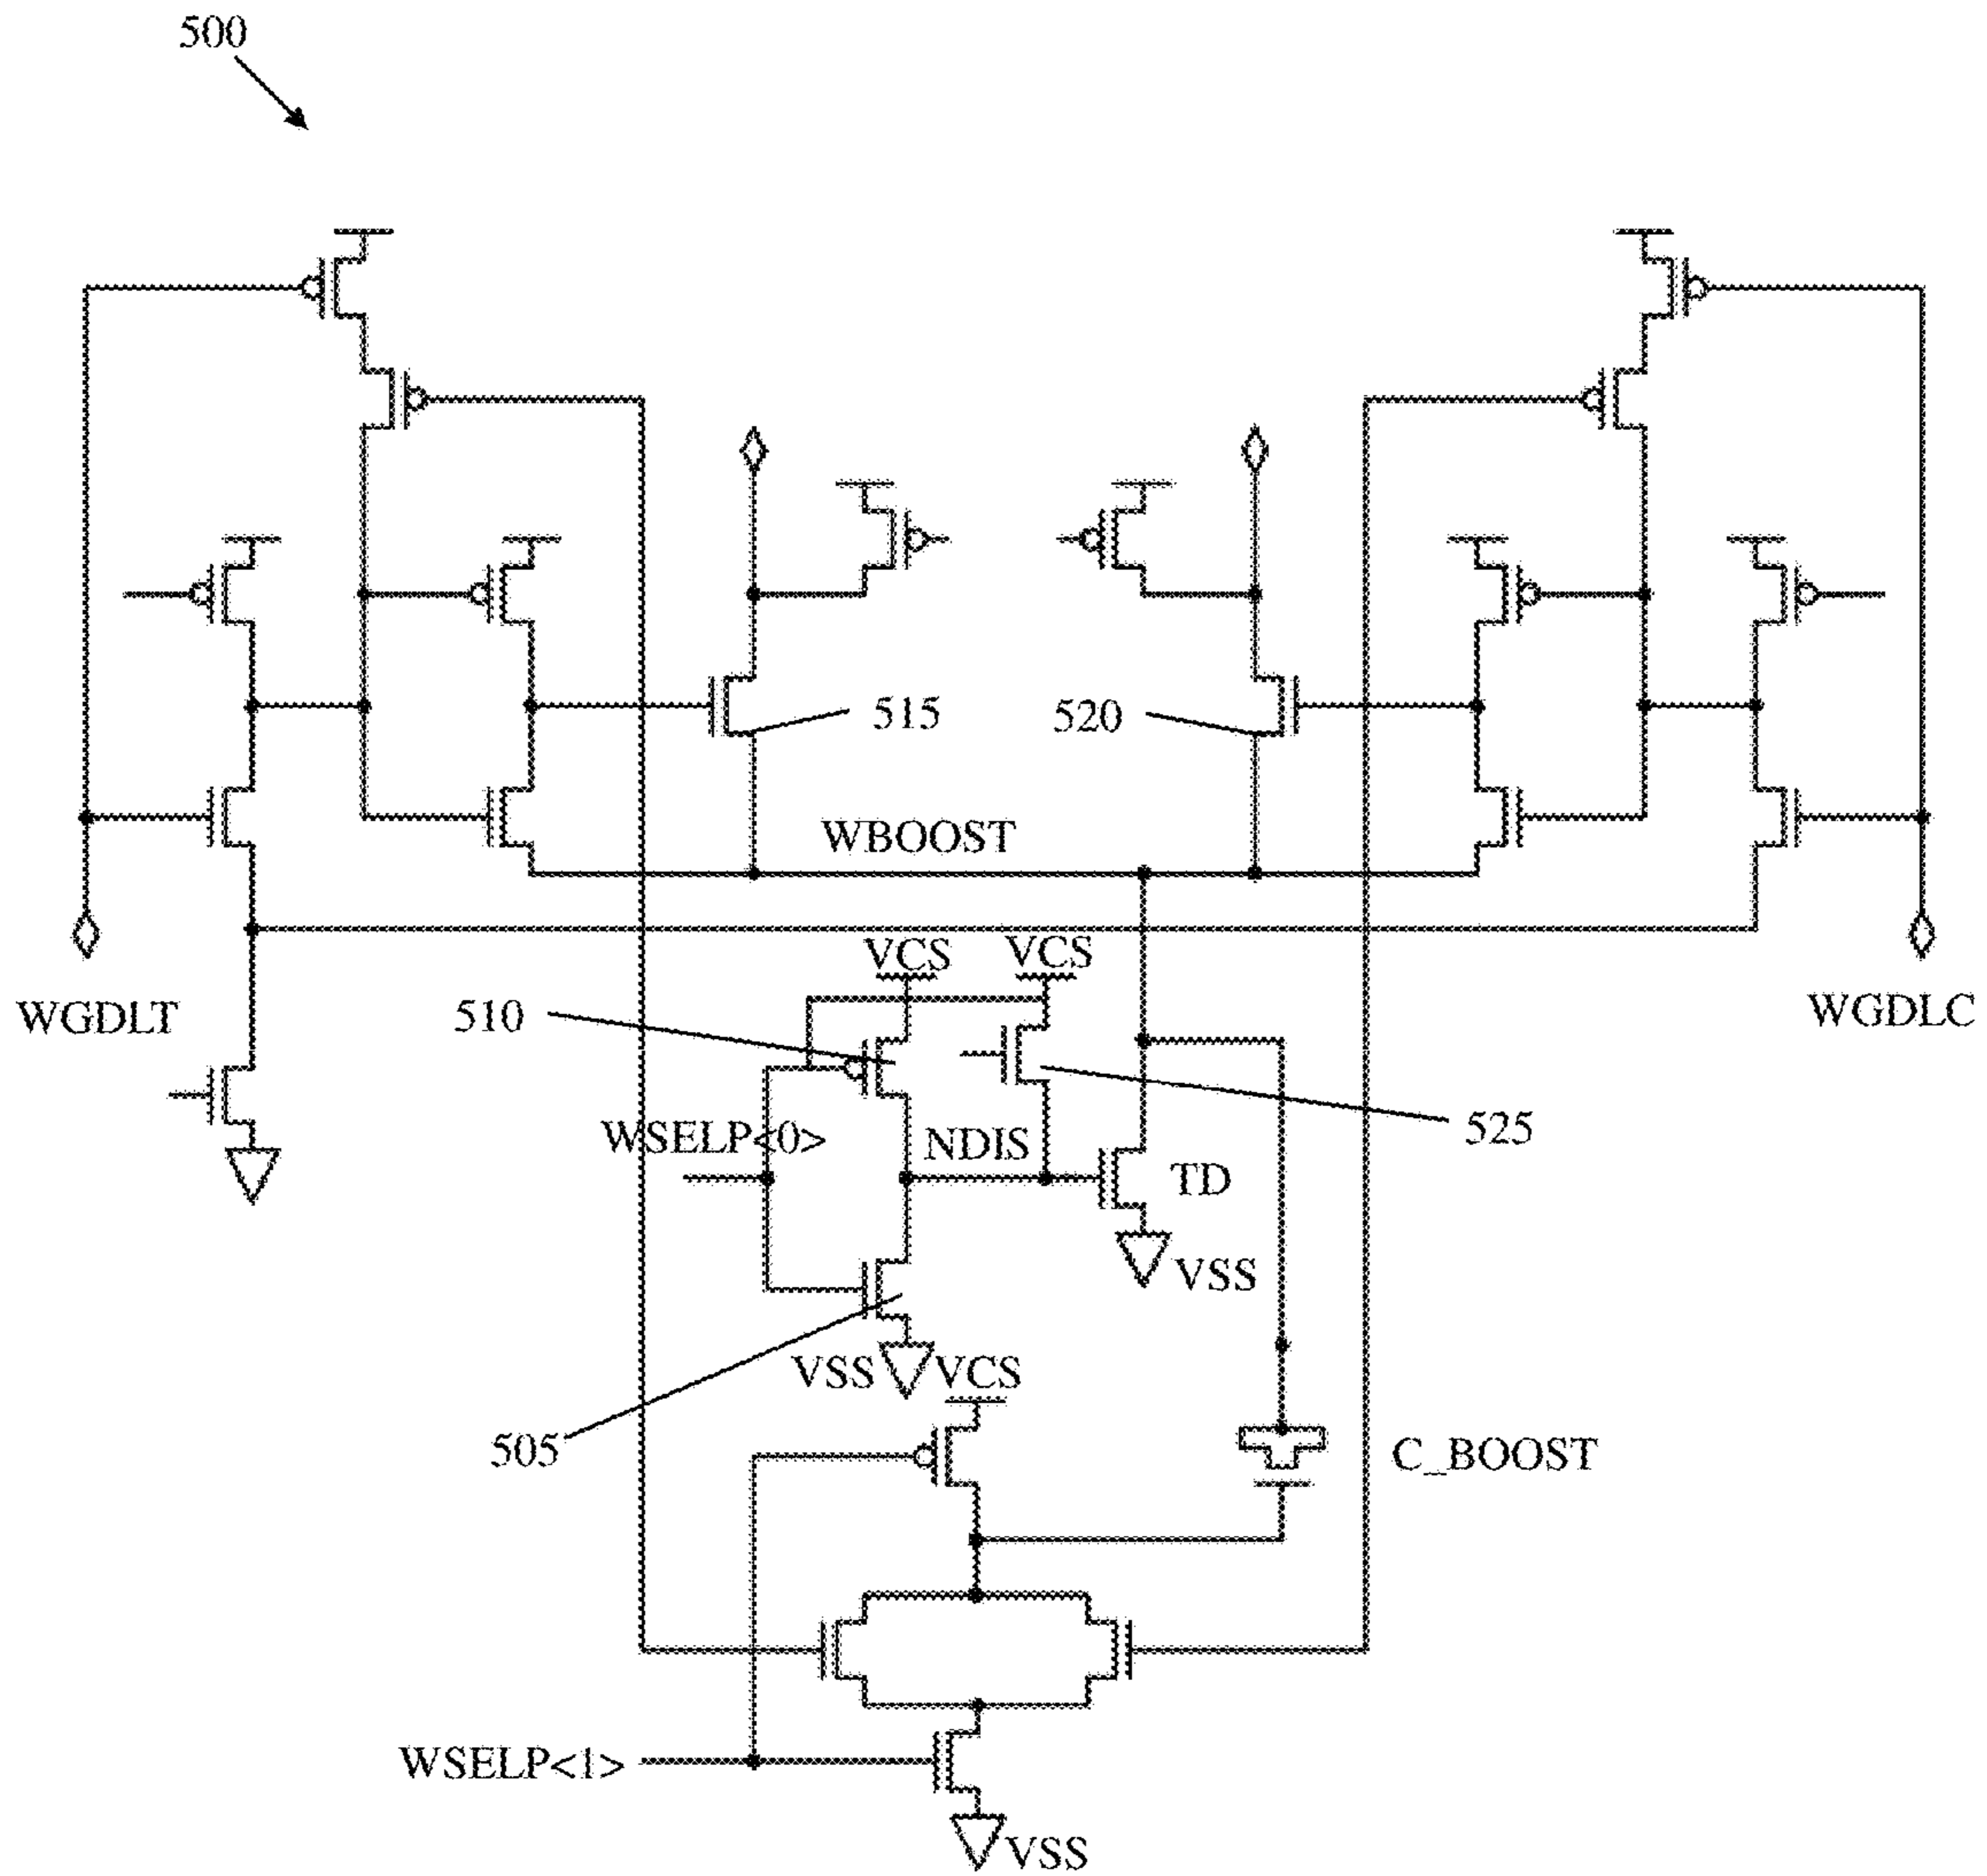 500
515
520
WBOOST
VCS
VCS
WGDLT
510
WGDLC
525
WSELP<0>
NDIS
TD
VSS
VSS
VCS
505
C_BOOST
WSELP<1>
VSS